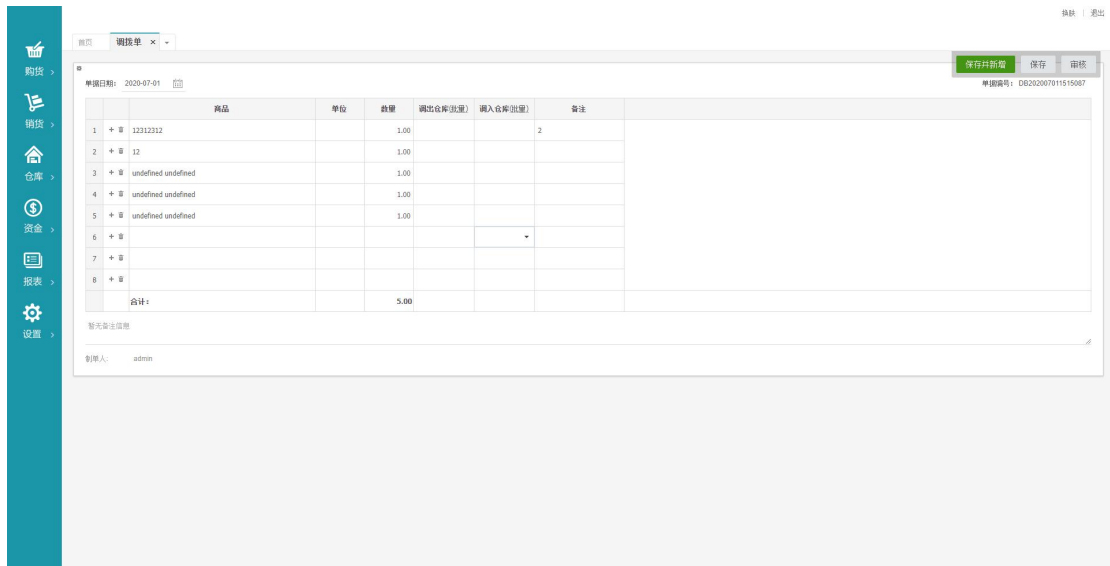 换肤 | 退出
首页 调拨单 × 
购货 >
销货 >
仓库 >
资金 >
报表 >
设置 >
保存并新增 保存 审核
单据日期: 2020-07-01 单据编号: DB202007011515087
商品 单位 数量 调出仓库(批量) 调入仓库(批量) 备注
1 + 12312312 1.00 2
2 + 12 1.00
3 + undefined undefined 1.00
4 + undefined undefined 1.00
5 + undefined undefined 1.00
6 +
7 +
8 +
合计: 5.00
暂无备注信息
制单人: admin